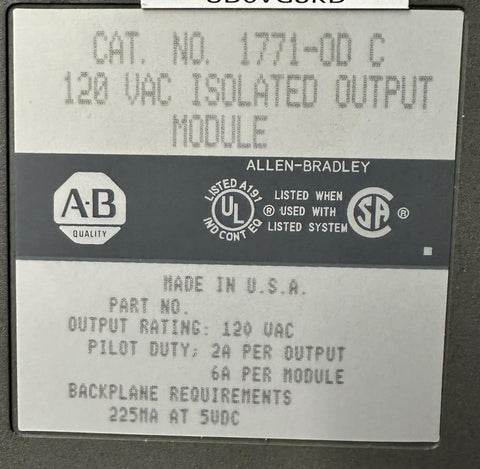 CAT. NO. 1771-OD C
120 VAC ISOLATED OUTPUT
MODULE
ALLEN-BRADLEY
A-B
QUALITY
LISTED A191
UL
IND CONT EQ
®
LISTED WHEN
USED WITH
LISTED SYSTEM
SA ®
MADE IN U.S.A.
PART NO.
OUTPUT RATING: 120 VAC
PILOT DUTY; 2A PER OUTPUT
6A PER MODULE
BACKPLANE REQUIREMENTS
225MA AT 5VDC